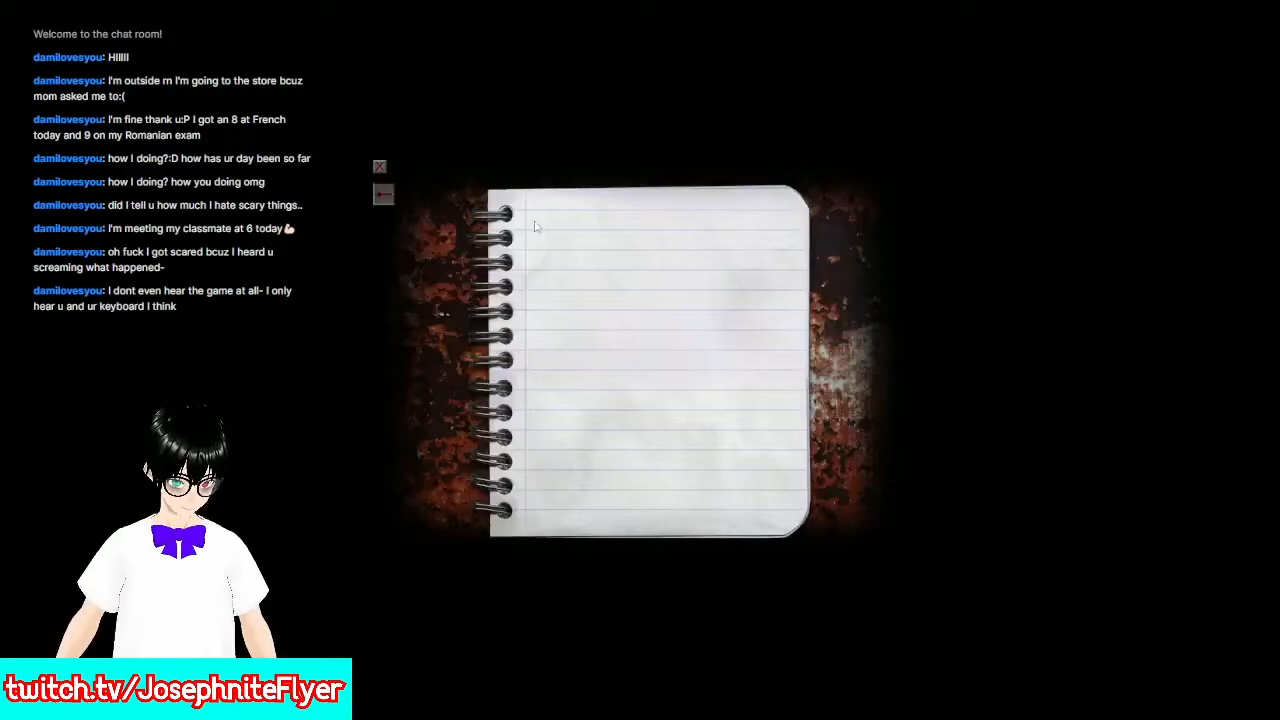 Welcome to the chat room!
damilovesyou: HIIIII
damilovesyou: I'm outside rn I'm going to the store bcuz
mom asked me to:(
damilovesyou: I'm fine thank u:P I got an 8 at French
today and 9 on my Romanian exam
damilovesyou: how I doing?:D how has ur day been so far
damilovesyou: how I doing? how you doing omg
damilovesyou: did I tell u how much I hate scary things..
damilovesyou: I'm meeting my classmate at 6 today💪🏻
damilovesyou: oh fuck I got scared bcuz I heard u
screaming what happened-
damilovesyou: I dont even hear the game at all- I only
hear u and ur keyboard I think
X
twitch.tv/JosephniteFlyer